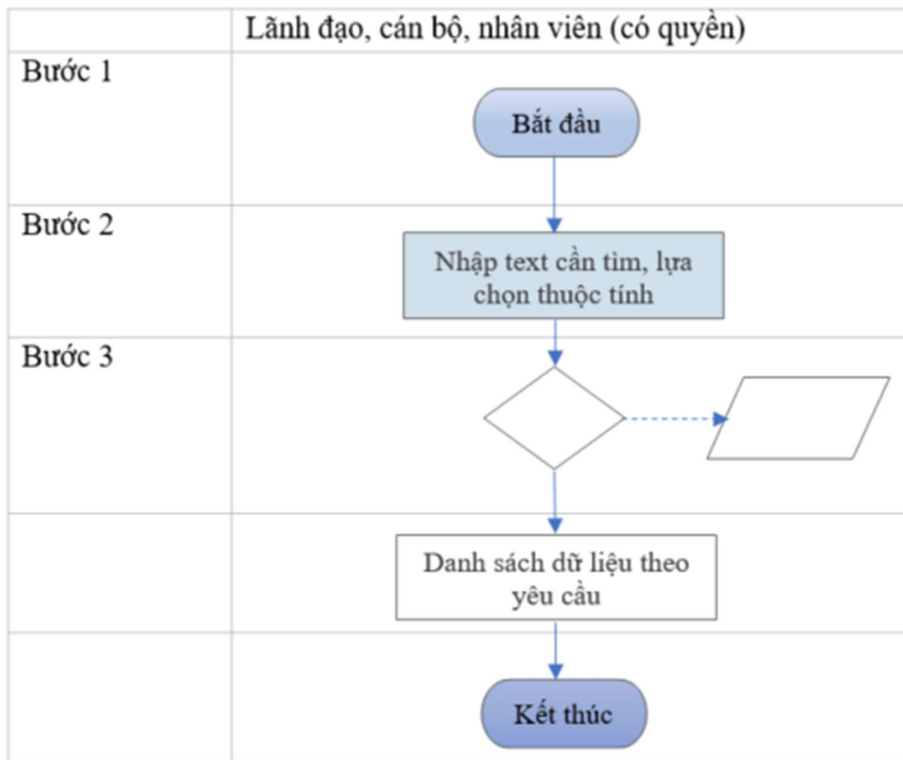 Lãnh đạo, cán bộ, nhân viên (có quyền)
Bước 1
Bắt đầu
Bước 2
Nhập text cần tìm, lựa
chọn thuộc tính
Bước 3
Danh sách dữ liệu theo
yêu cầu
Kết thúc